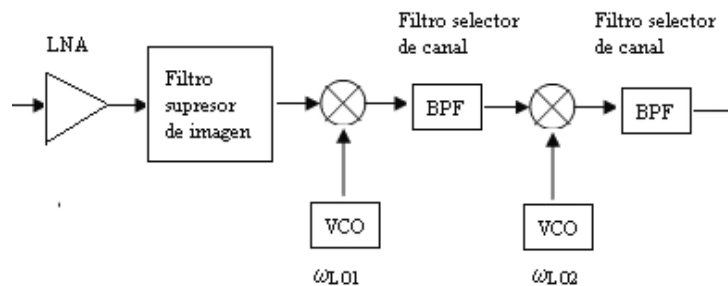 LNA
Filtro
supresor
de imagen
Filtro selector
de canal
BPF
Filtro selector
de canal
BPF
VCO
ωLO1
VCO
ωLO2